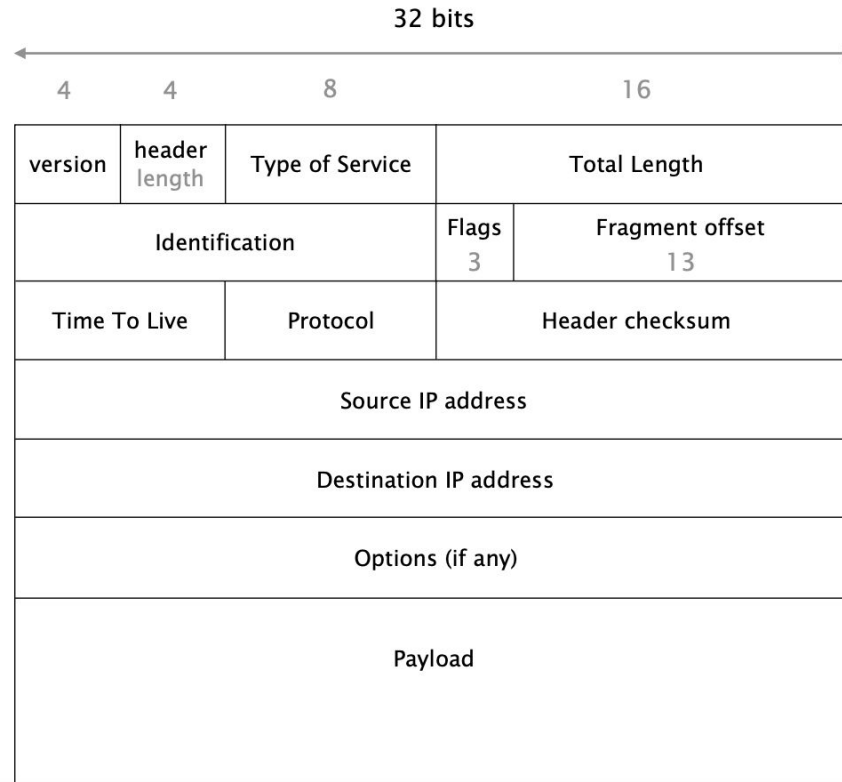 32 bits
4 4 8 16
version header length Type of Service Total Length
Identification Flags 3 Fragment offset 13
Time To Live Protocol Header checksum
Source IP address
Destination IP address
Options (if any)
Payload